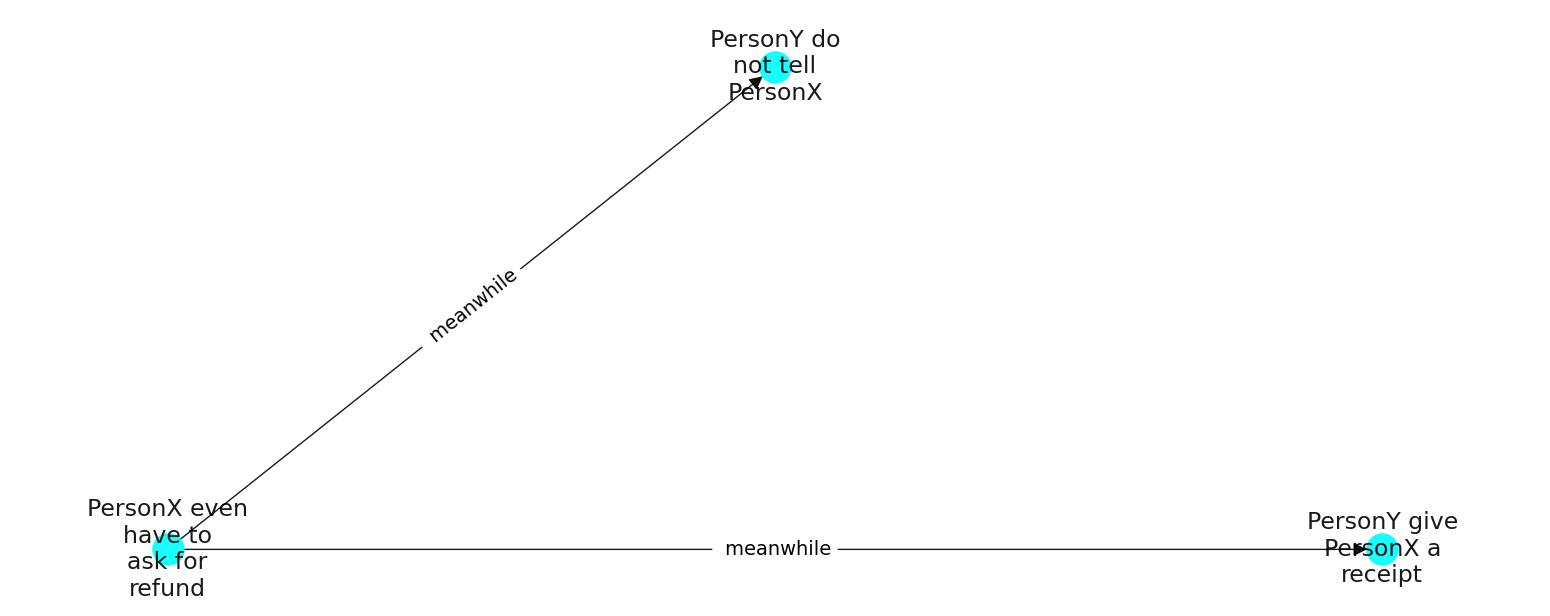 PersonY do
not tell
PersonX
meanwhile
PersonX even
have to
ask for
refund
meanwhile
PersonY give
PersonX a
receipt